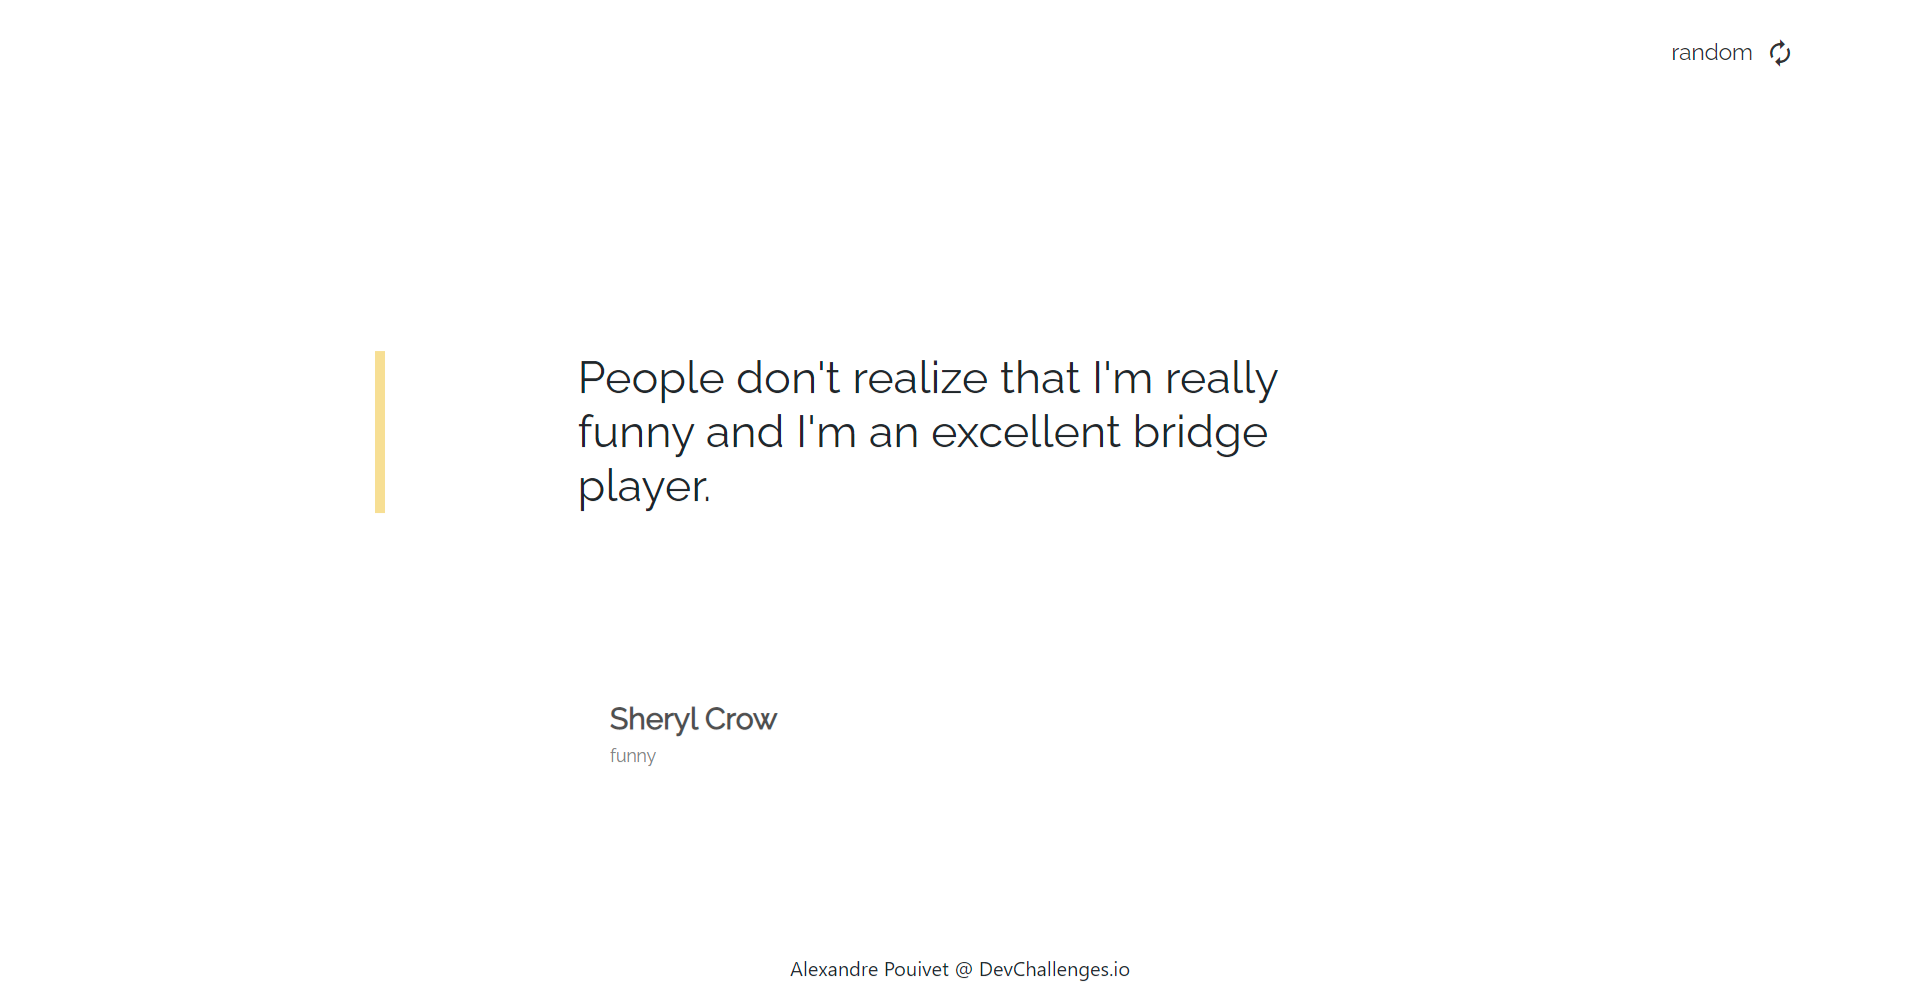 random
People don't realize that I'm really
funny and I'm an excellent bridge
player.
Sheryl Crow
funny
Alexandre Pouivet @ DevChallenges.io